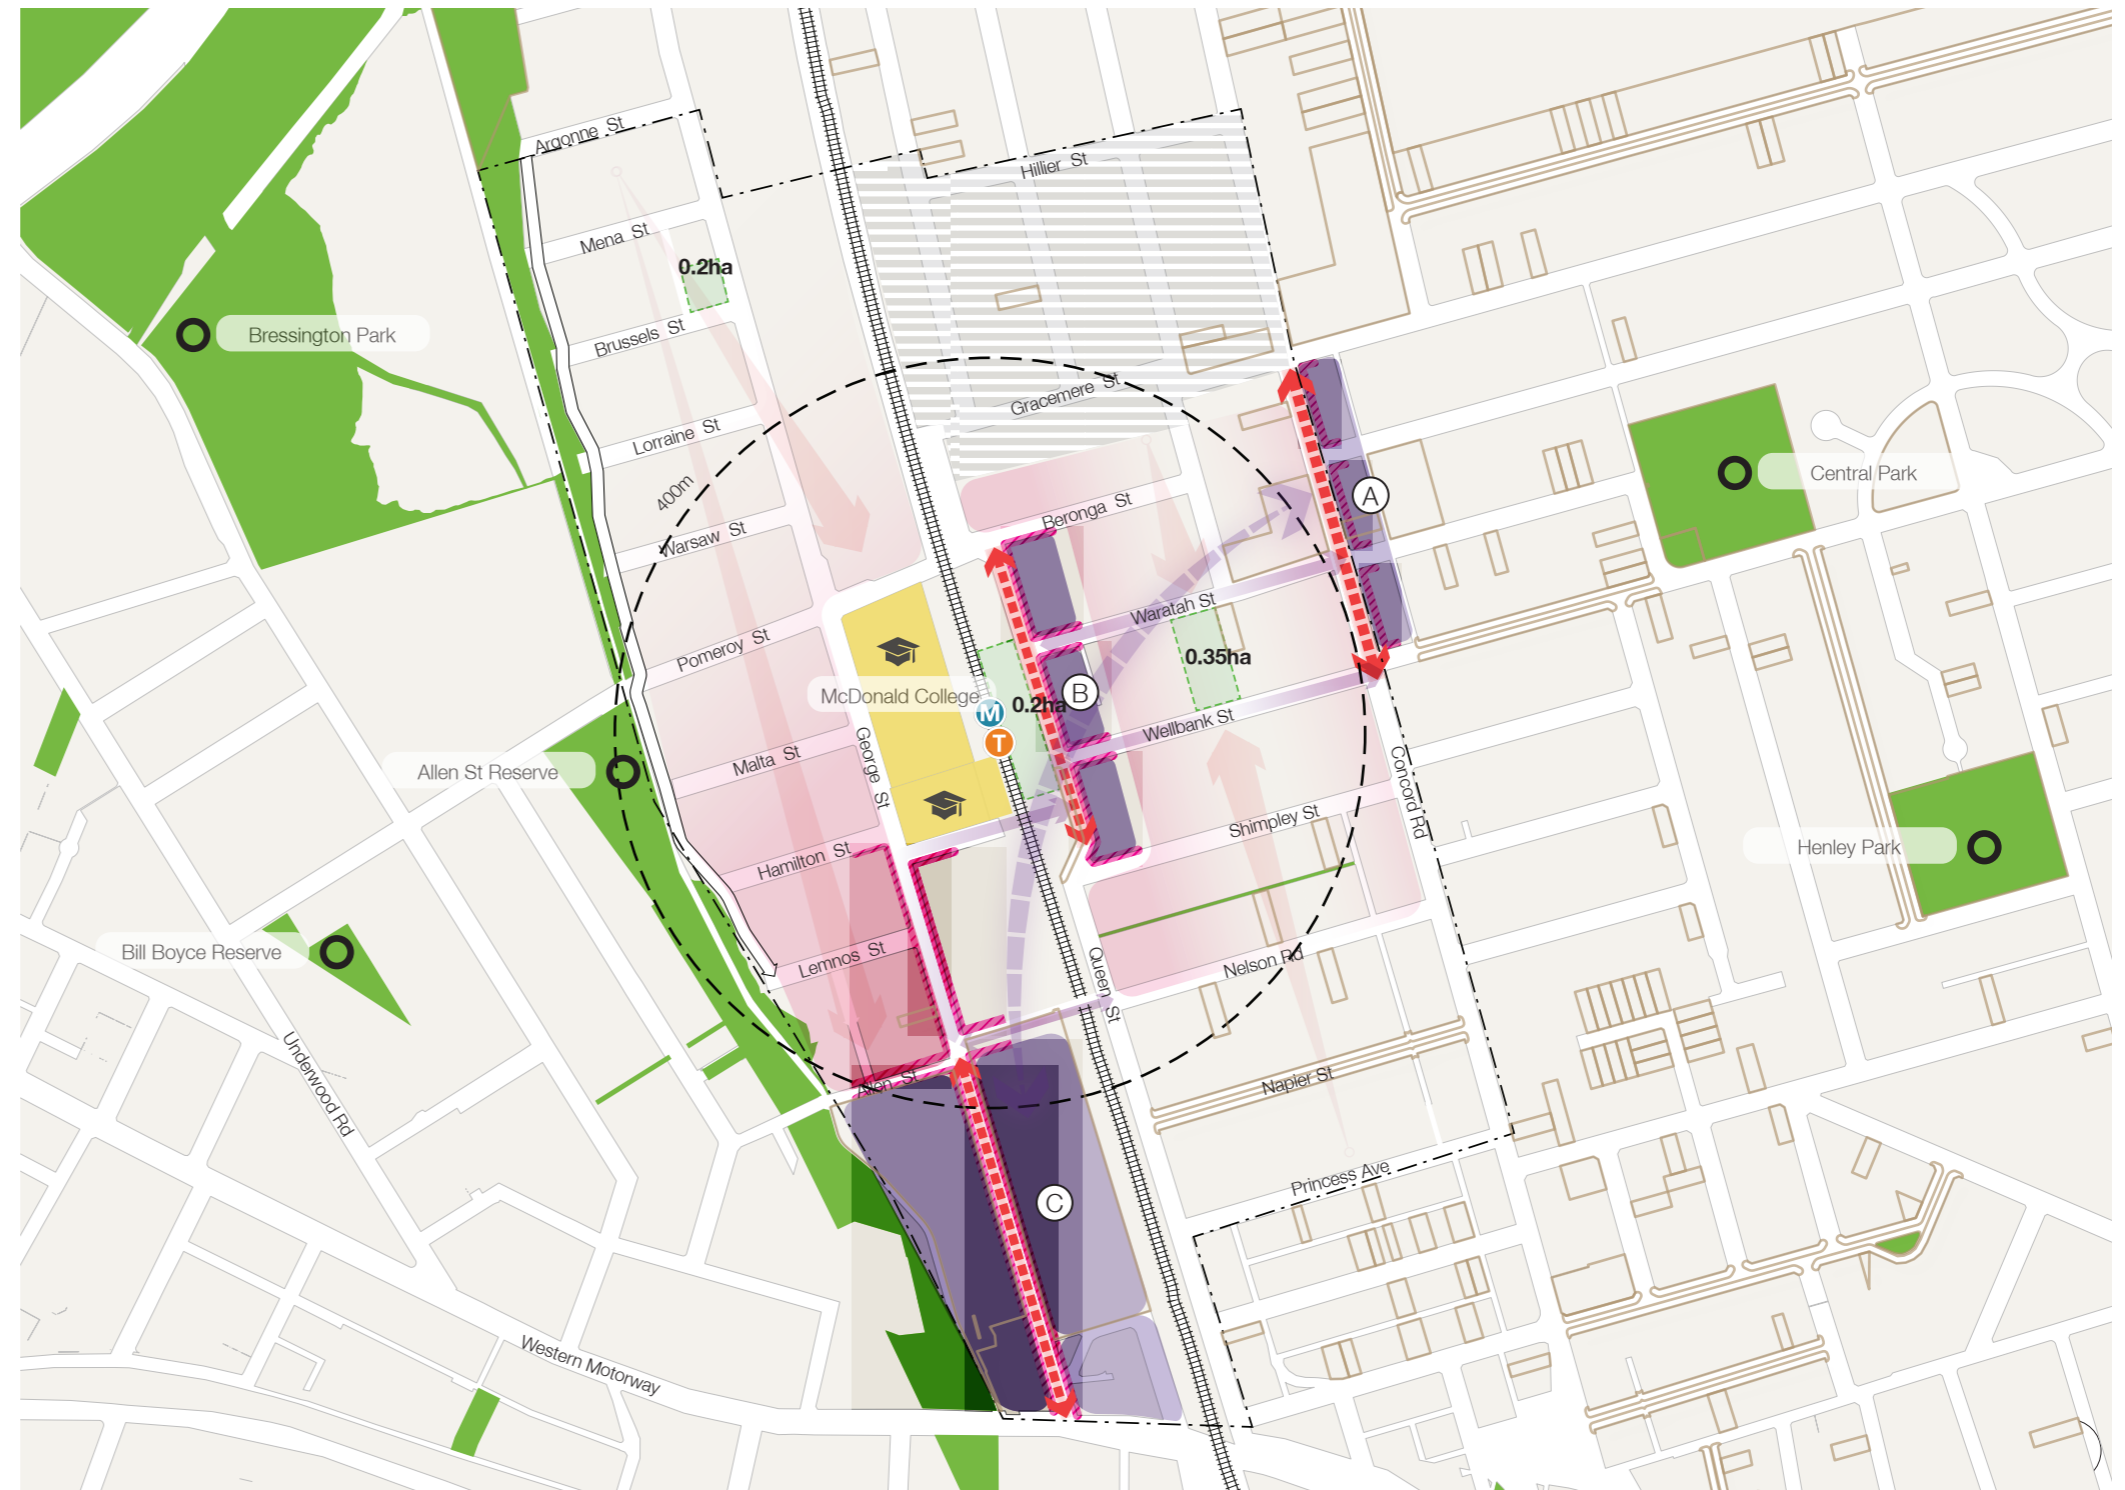 Argonne St
Hillier St
Mena St
0.2ha
Bressington Park
Brussels St
Gracemere St
Lorraine St
Central Park
400m
A
Beronga St
Warsaw St
Waratah St
Pomeroy St
0.35ha
McDonald College
B
M
0.2ha
Wellbank St
T
Malta St
George St
Allen St Reserve
Concord Rd
Shimpley St
Henley Park
Hamilton St
Bill Boyce Reserve
Lemnos St
Nelson Rd
Queen St
Underwood Rd
Allen St
Napier St
Princess Ave
C
Western Motorway